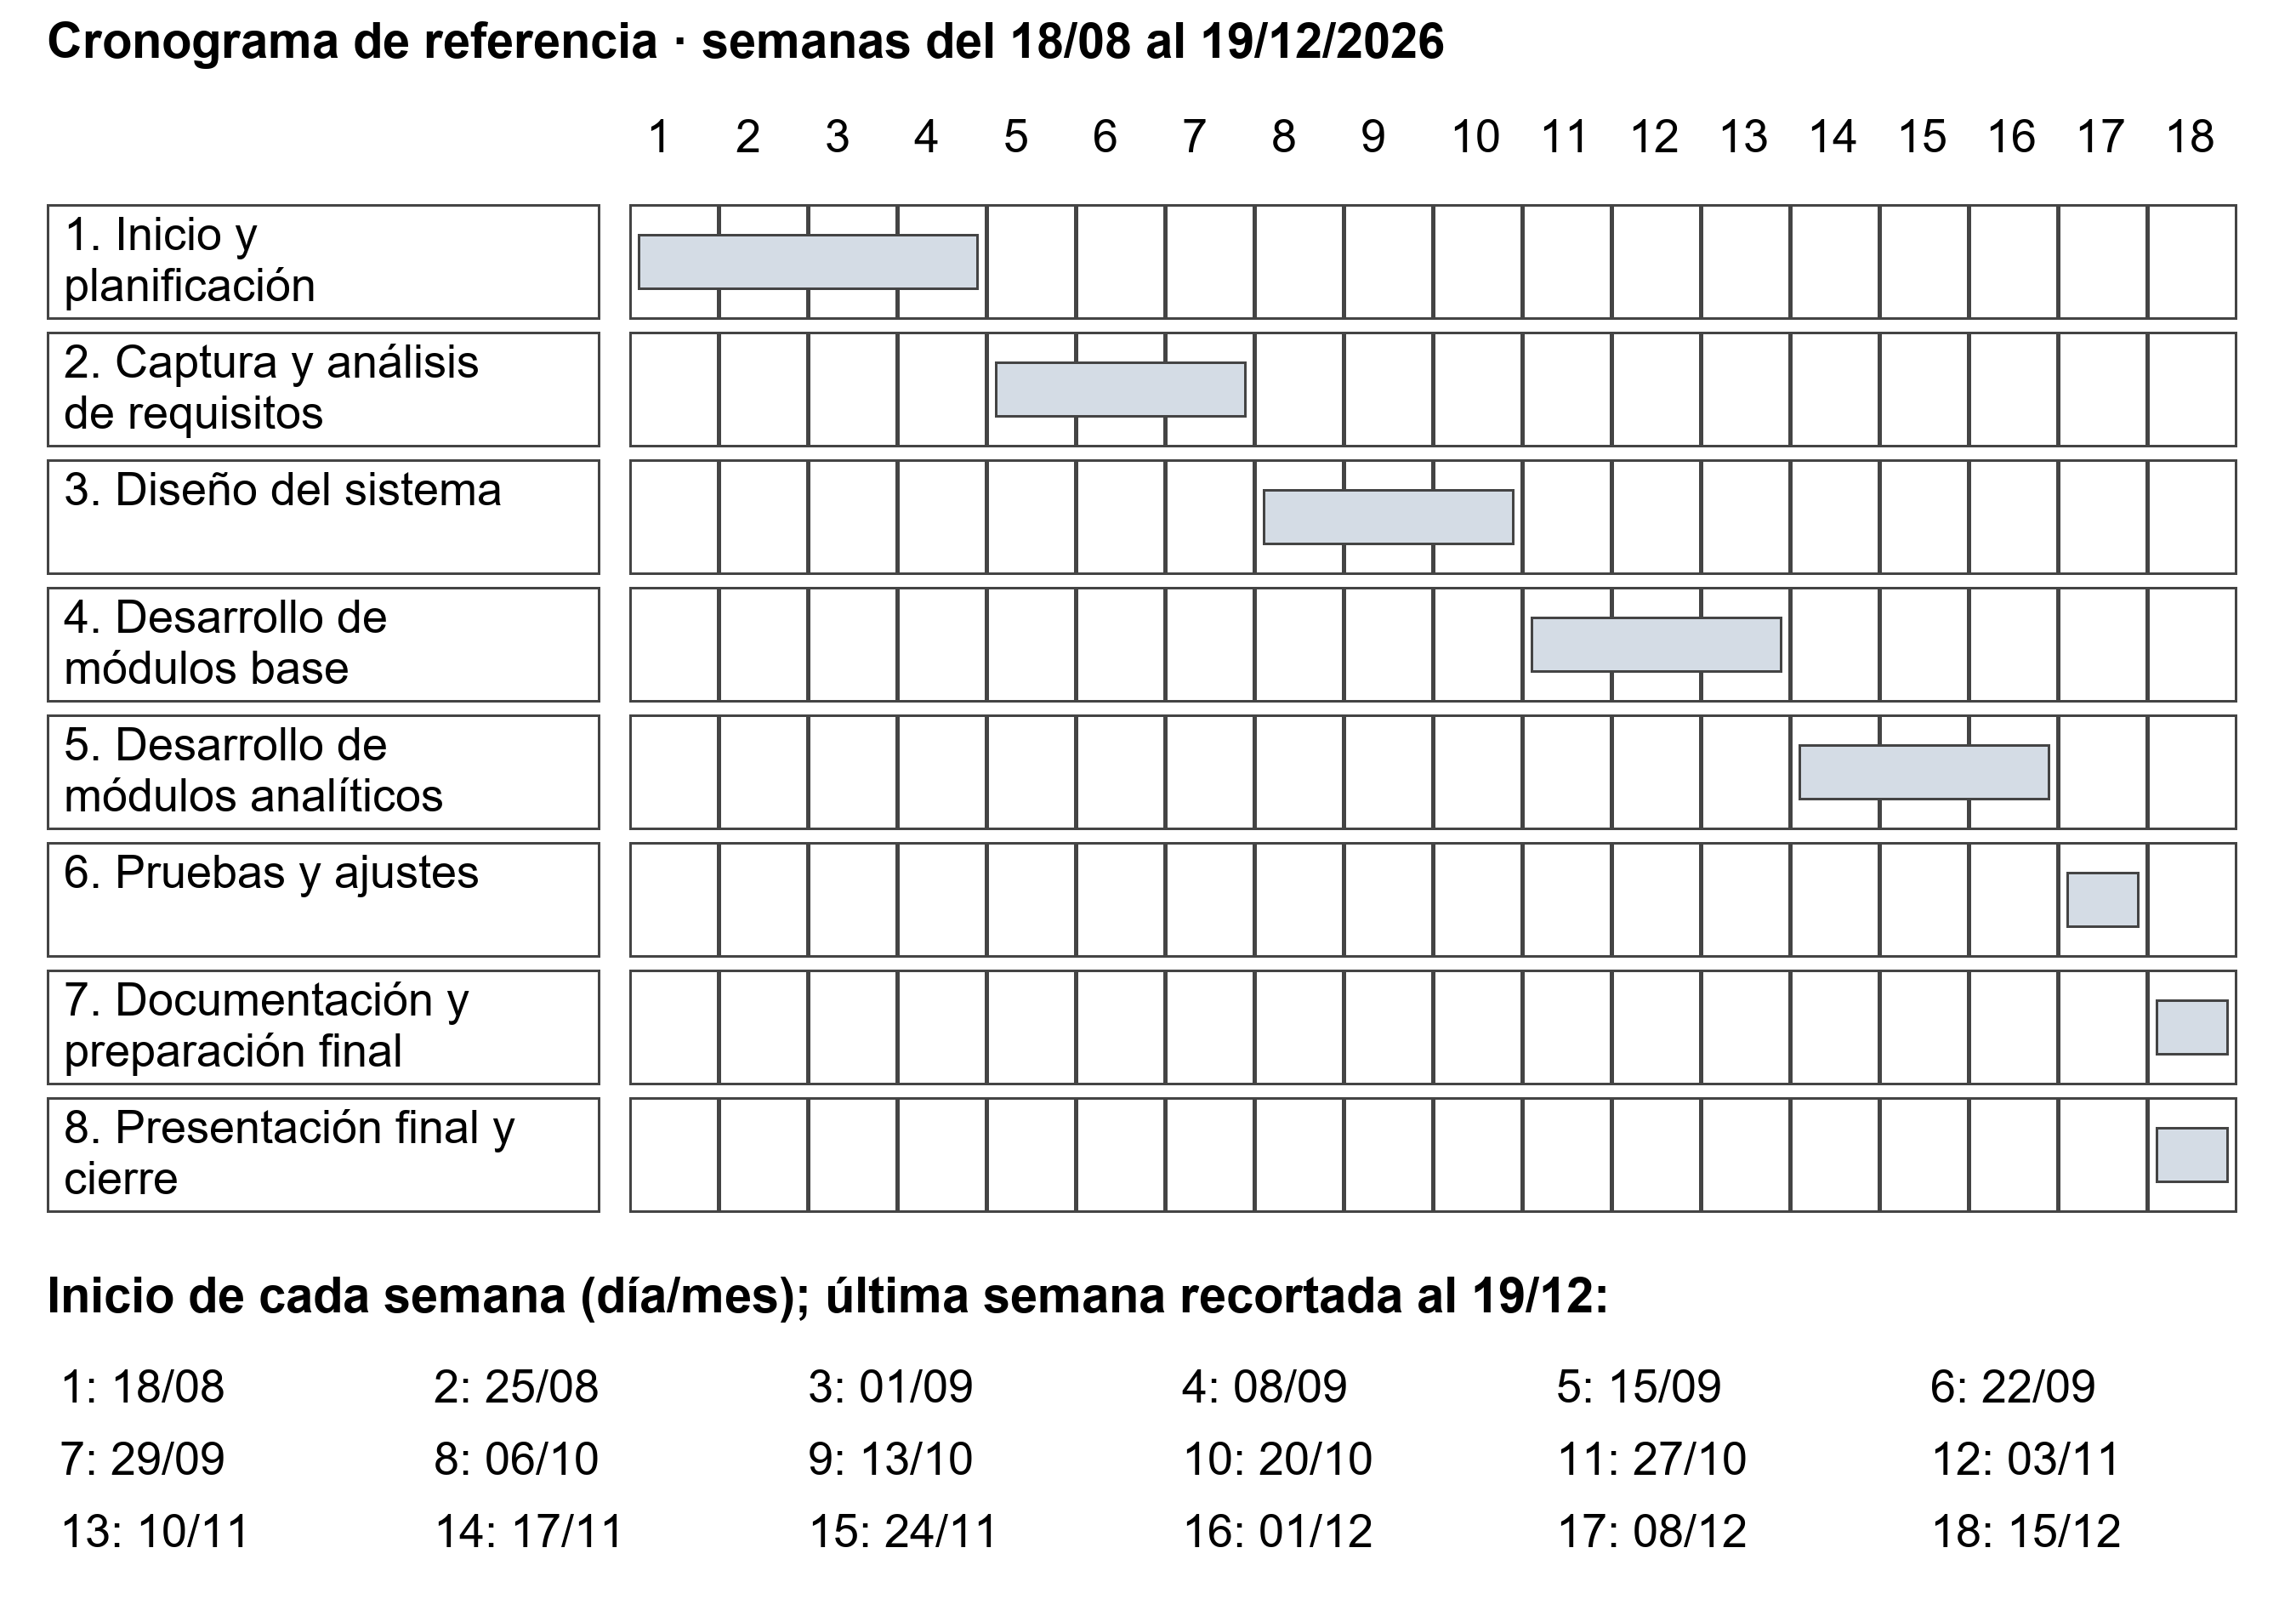 Cronograma de referencia · semanas del 18/08 al 19/12/2026
1 2 3 4 5 6 7 8 9 10 11 12 13 14 15 16 17 18
1. Inicio y
planificación
2. Captura y análisis
de requisitos
3. Diseño del sistema
4. Desarrollo de
módulos base
5. Desarrollo de
módulos analíticos
6. Pruebas y ajustes
7. Documentación y
preparación final
8. Presentación final y
cierre
Inicio de cada semana (día/mes); última semana recortada al 19/12:
1: 18/08 2: 25/08 3: 01/09 4: 08/09 5: 15/09 6: 22/09
7: 29/09 8: 06/10 9: 13/10 10: 20/10 11: 27/10 12: 03/11
13: 10/11 14: 17/11 15: 24/11 16: 01/12 17: 08/12 18: 15/12